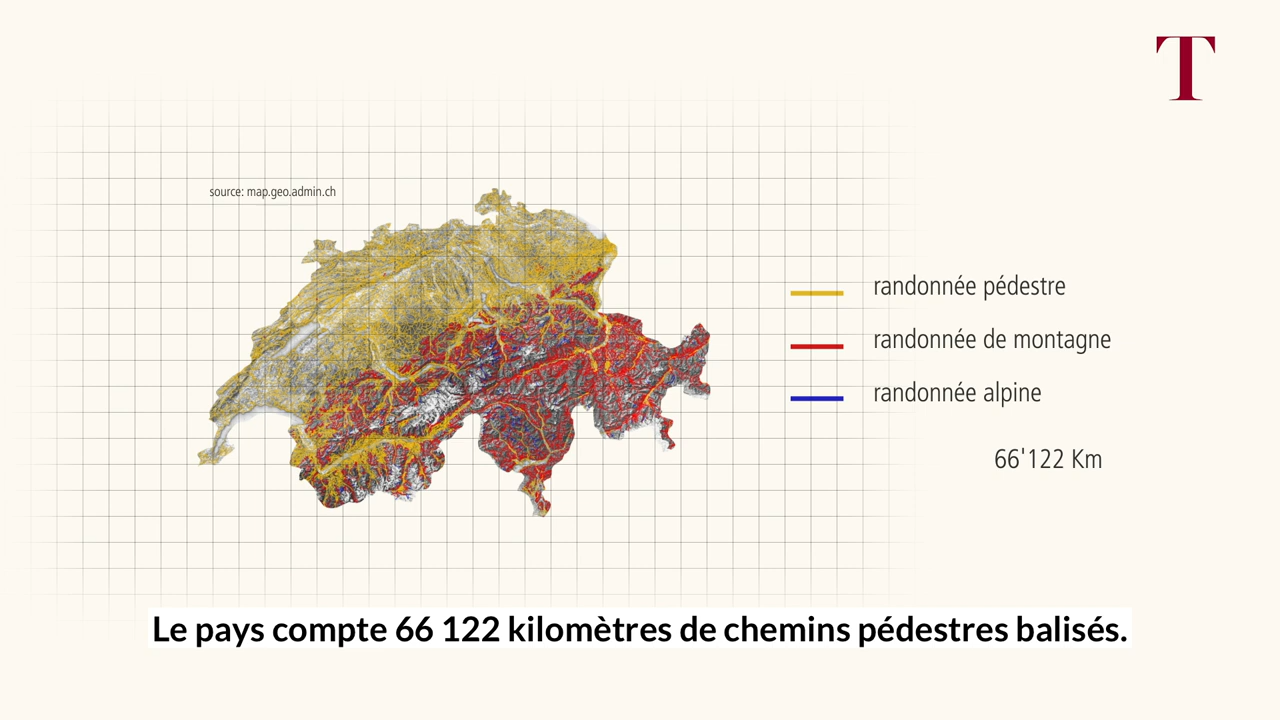 T
source: map.geo.admin.ch
randonnée pédestre
randonnée de montagne
randonnée alpine
66'122 Km
Le pays compte 66 122 kilomètres de chemins pédestres balisés.